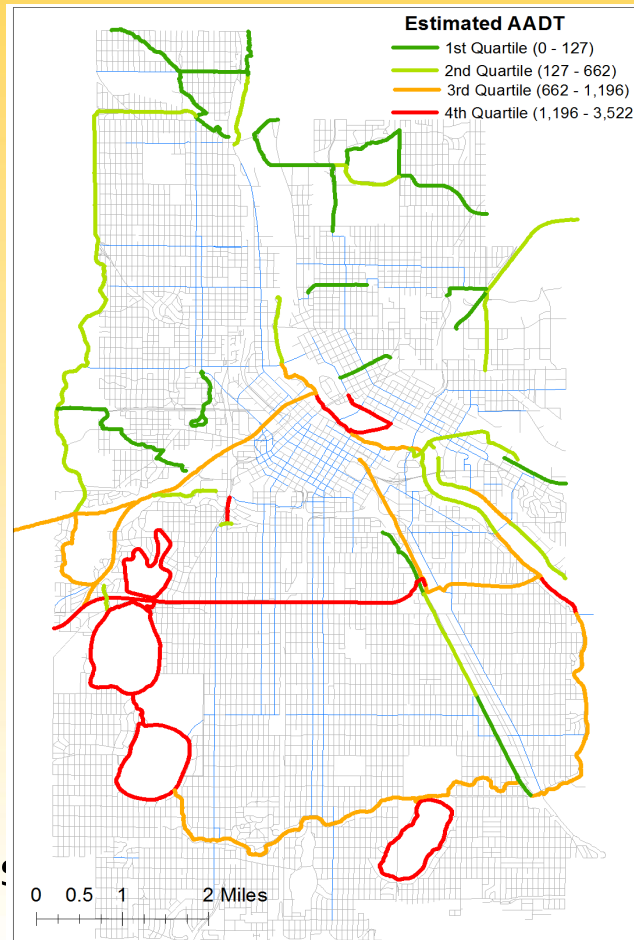 Estimated AADT
1st Quartile (0 - 127)
2nd Quartile (127 - 662)
3rd Quartile (662 - 1,196)
4th Quartile (1,196 - 3,522
0 0.5 1 2 Miles